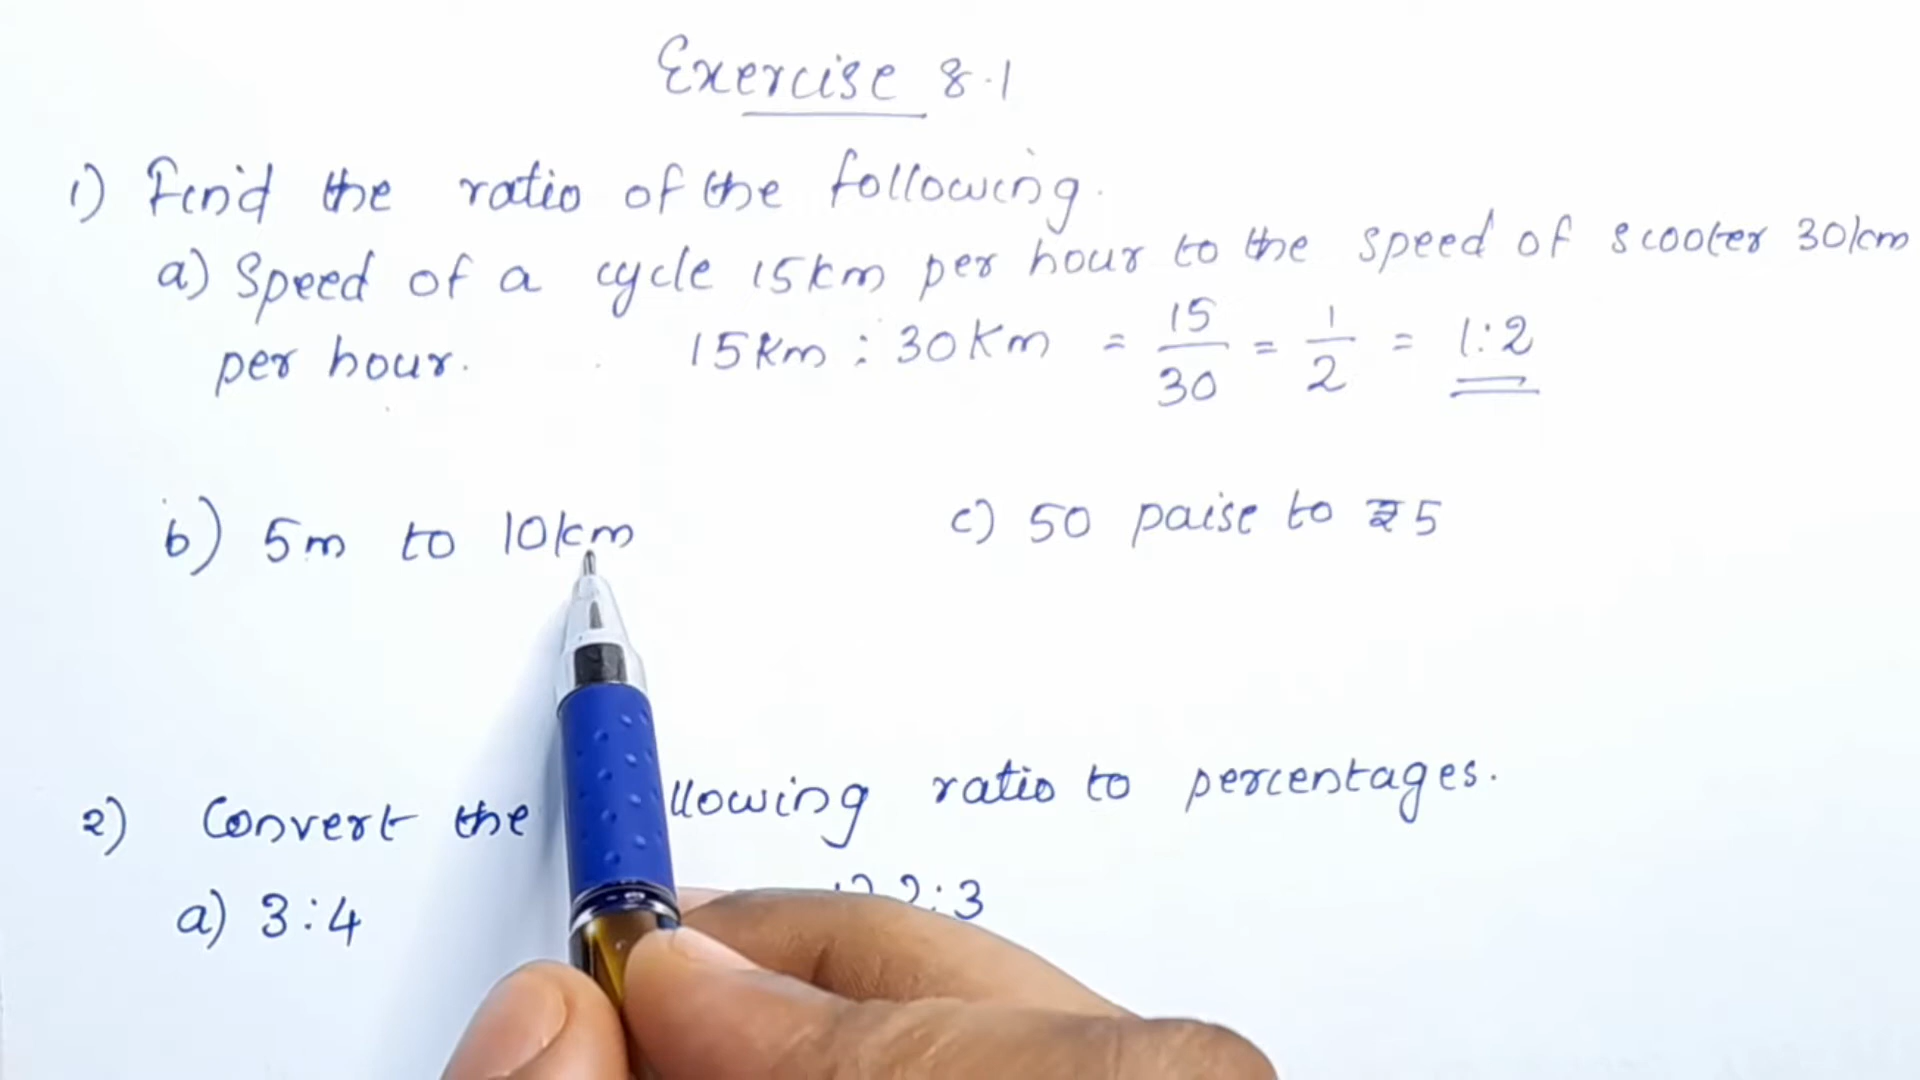 Exercise 8.1
1) Find the ratio of the following.
a) Speed of a cycle 15km per hour to the speed of scooter 30km
per hour. 15km : 30km = 15/30 = 1/2 = 1:2
b) 5m to 10km c) 50 paise to ₹5
2) Convert the llowing ratio to percentages.
a) 3:4 2:3